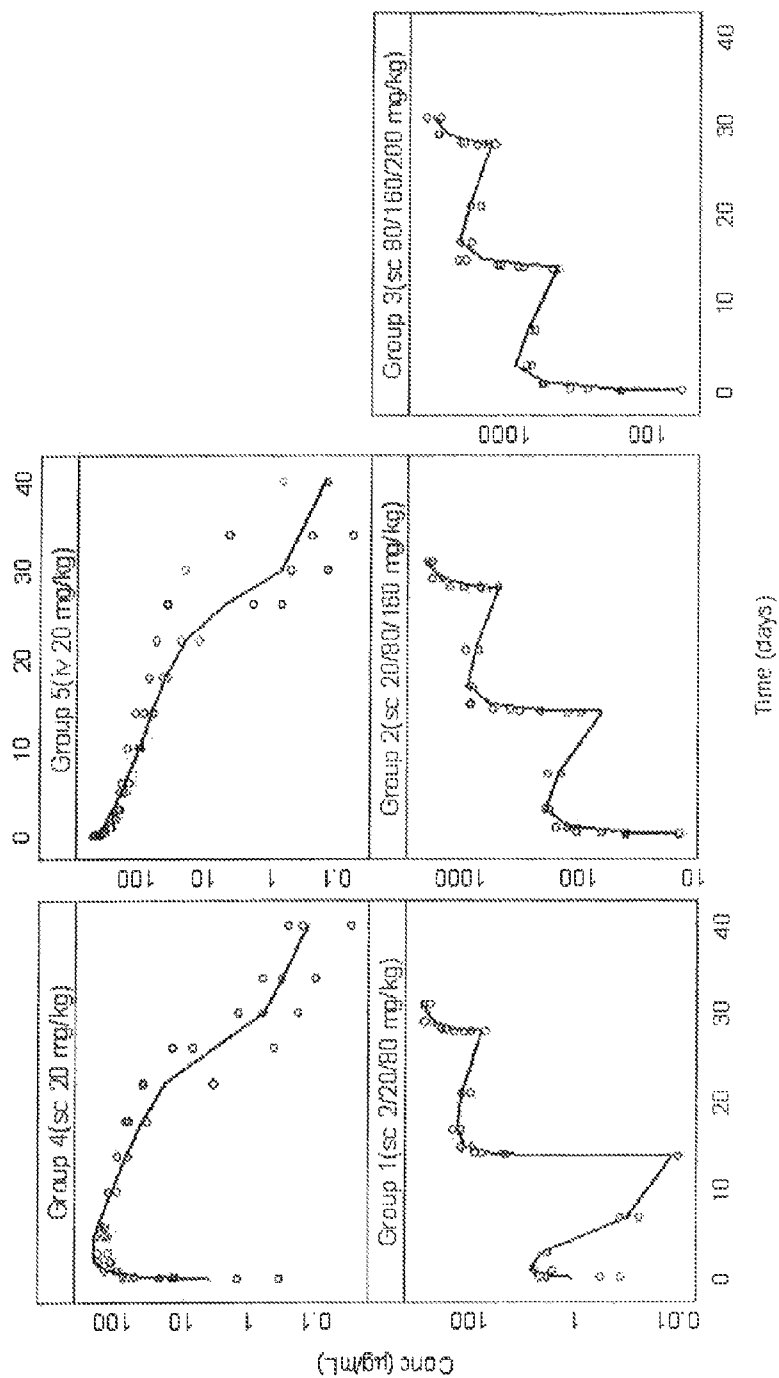 Group 4(sc 20 mg/kg)
Group 5(iv 20 mg/kg)
0 10 20 30 40
100
10
1
0.1
100
10
1
0.1
Group 1(sc 2/20/80 mg/kg)
Group 2(sc 20/80/160 mg/kg)
Group 3(sc 80/160/200 mg/kg)
100
1
0.01
1000
100
10
1000
100
0 10 20 30 40
0 10 20 30 40
Conc (µg/mL)
Time (days)